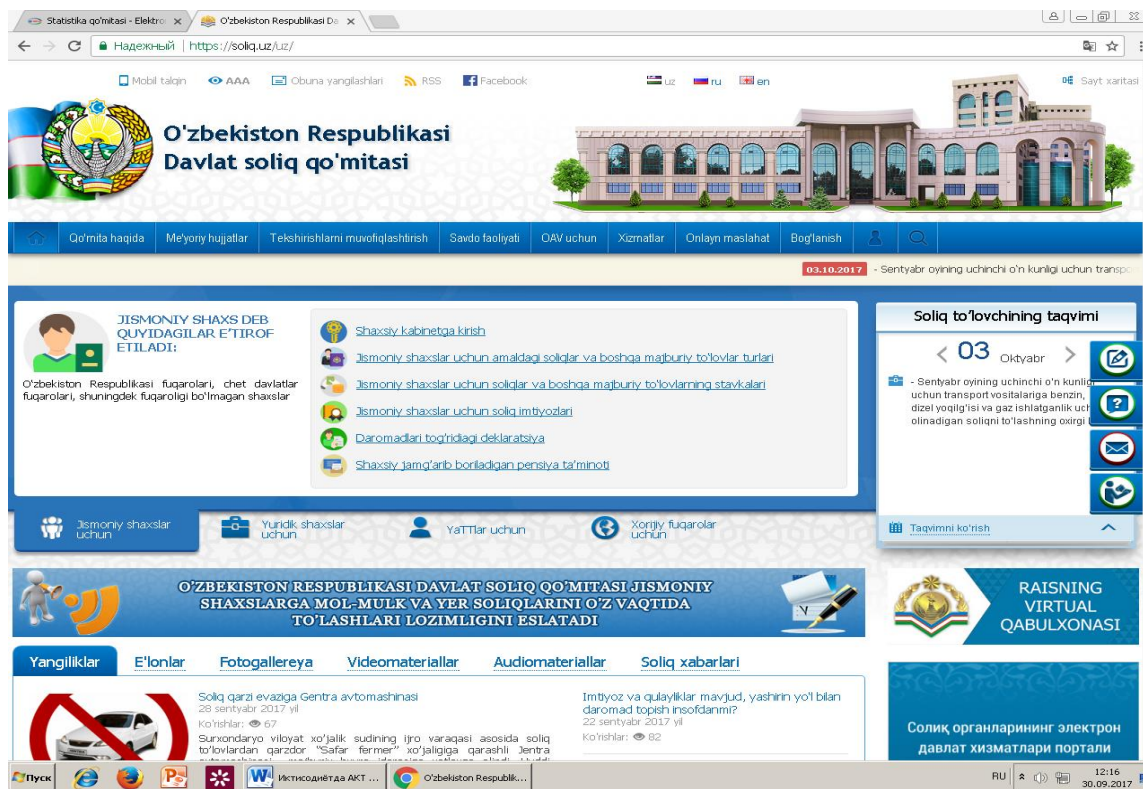 Statistika qo'mitasi - Elektro
O'zbekiston Respublikasi Da
Надежный https://soliq.uz/uz/
Mobil talqin AAA Obuna yangilashlari RSS Facebook uz ru en Sayt xaritasi
O'zbekiston Respublikasi
Davlat soliq qo'mitasi
Qo'mita haqida Me'yoriy hujjatlar Tekshirishlarni muvofiqlashtirish Savdo faoliyati OAV uchun Xizmatlar Onlayn maslahat Bog'lanish
03.10.2017 - Sentyabr oyining uchinchi o'n kunligi uchun transpo
JISMONIY SHAXS DEB
QUYIDAGILAR E'TIROF
ETILADI:
O'zbekiston Respublikasi fuqarolari, chet davlatlar
fuqarolari, shuningdek fuqaroligi bo'lmagan shaxslar
Shaxsiy kabinetga kirish
Jismoniy shaxslar uchun amaldagi soliqlar va boshqa majburiy to'lovlar turlari
Jismoniy shaxslar uchun soliqlar va boshqa majburiy to'lovlarning stavkalari
Jismoniy shaxslar uchun soliq imtiyozlari
Daromadlari tog'ridiagi deklaratsiya
Shaxsiy jamg'arib boriladigan pensiya ta'minoti
Soliq to'lovchining taqvimi
03 Oktyabr
- Sentyabr oyining uchinchi o'n kunligi
uchun transport vositalariga benzin,
dizel yoqilg'isi va gaz ishlatganlik uch
olinadigan soliqni to'lashning oxirgi
Taqvimni ko'rish
Jismoniy shaxslar
uchun
Yuridik shaxslar
uchun
YaTTlar uchun
Xorijiy fuqarolar
uchun
O'ZBEKISTON RESPUBLIKASI DAVLAT SOLIQ QO'MITASI JISMONIY
SHAXSLARGA MOL-MULK VA YER SOLIQLARINI O'Z VAQTIDA
TO'LASHLARI LOZIMLIGINI ESLATADI
RAISNING
VIRTUAL
QABULXONASI
Yangiliklar E'lonlar Fotogallereya Videomateriallar Audiomateriallar Soliq xabarlari
Soliq qarzi evaziga Gentra avtomashinasi
28 sentyabr 2017 yil
Ko'rishlar: 67
Surxondaryo viloyat xo'jalik sudining ijro varaqasi asosida soliq
to'lovlardan qarzdor "Safar fermer" xo'jaligiga qarashli Jentra
Imtiyoz va qulayliklar mavjud, yashirin yo'l bilan
daromad topish insofdanmi?
22 sentyabr 2017 yil
Ko'rishlar: 82
Солиқ органларининг электрон
давлат хизматлари портали
Пуск Иқтисодиётда АКТ ... O'zbekiston Respublik... RU 12:16
30.09.2017